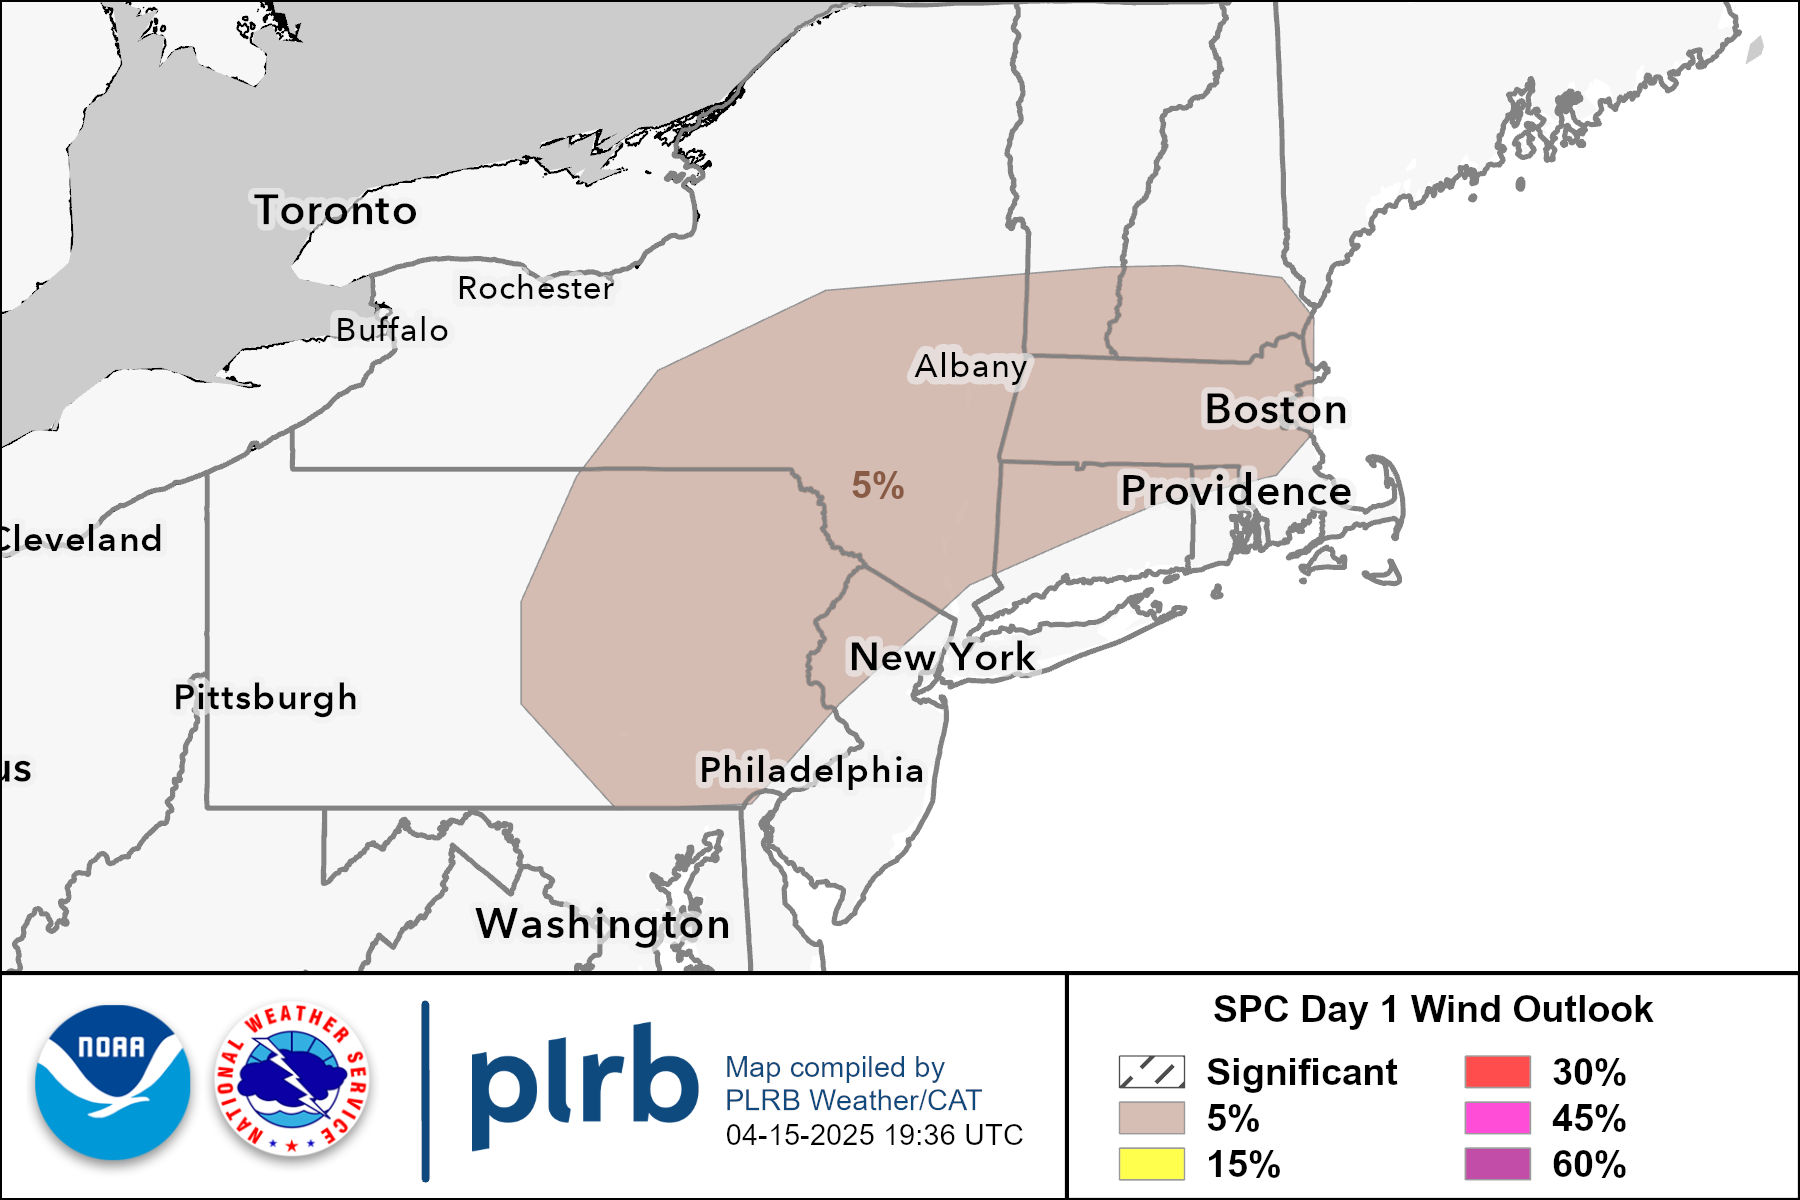 Toronto
Rochester
Buffalo
Albany
Boston
5%
Providence
Cleveland
New York
Pittsburgh
us
Philadelphia
Washington
NOAA
NATIONAL WEATHER SERVICE
plrb
Map compiled by
PLRB Weather/CAT
04-15-2025 19:36 UTC
SPC Day 1 Wind Outlook
Significant
5%
15%
30%
45%
60%